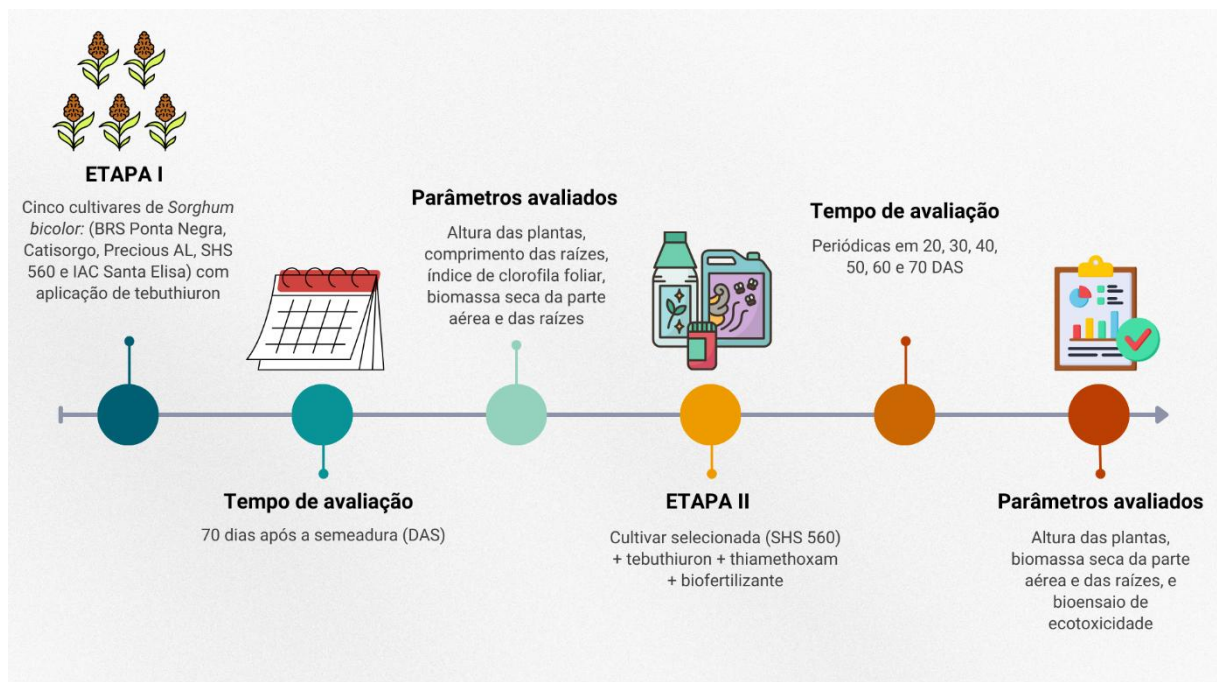 ETAPA I
Cinco cultivares de Sorghum
bicolor: (BRS Ponta Negra,
Catisorgo, Precious AL, SHS
560 e IAC Santa Elisa) com
aplicação de tebuthiuron
Tempo de avaliação
70 dias após a semeadura (DAS)
Parâmetros avaliados
Altura das plantas,
comprimento das raízes,
índice de clorofila foliar,
biomassa seca da parte
aérea e das raízes
ETAPA II
Cultivar selecionada (SHS 560)
+ tebuthiuron + thiamethoxam
+ biofertilizante
Tempo de avaliação
Periódicas em 20, 30, 40,
50, 60 e 70 DAS
Parâmetros avaliados
Altura das plantas,
biomassa seca da parte
aérea e das raízes, e
bioensaio de
ecotoxicidade